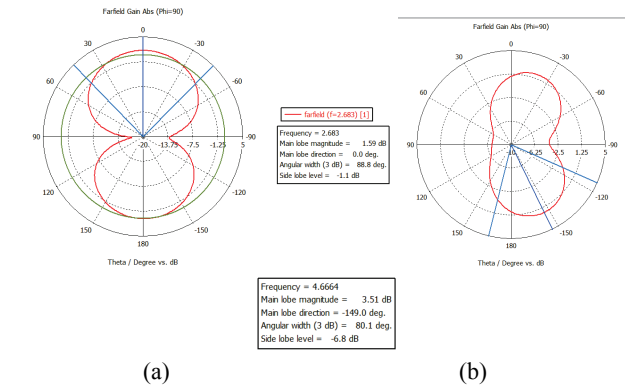 Farfield Gain Abs (Phi=90)
0
30
-30
60
-60
90
-90
-20 -13.75 -7.5 -1.25 5
120
-120
150
-150
180
Theta / Degree vs. dB
farfield (f=2.683) [1]
Frequency = 2.683
Main lobe magnitude = 1.59 dB
Main lobe direction = 0.0 deg.
Angular width (3 dB) = 88.8 deg.
Side lobe level = -1.1 dB
Farfield Gain Abs (Phi=90)
0
30
-30
60
-60
90
-90
-10 -6.25 -2.5 1.25 5
120
-120
150
-150
180
Theta / Degree vs. dB
Frequency = 4.6664
Main lobe magnitude = 3.51 dB
Main lobe direction = -149.0 deg.
Angular width (3 dB) = 80.1 deg.
Side lobe level = -6.8 dB
(a)
(b)